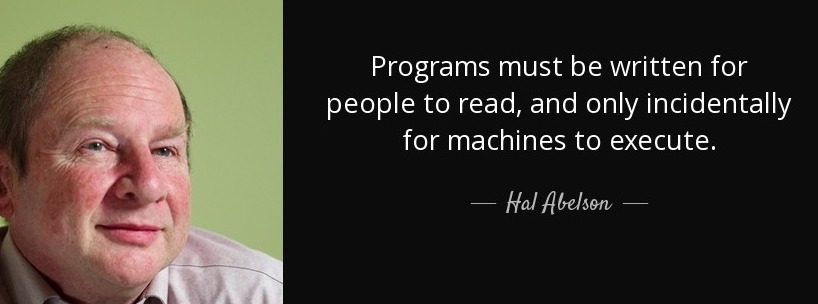 Programs must be written for
people to read, and only incidentally
for machines to execute.
Hal Abelson